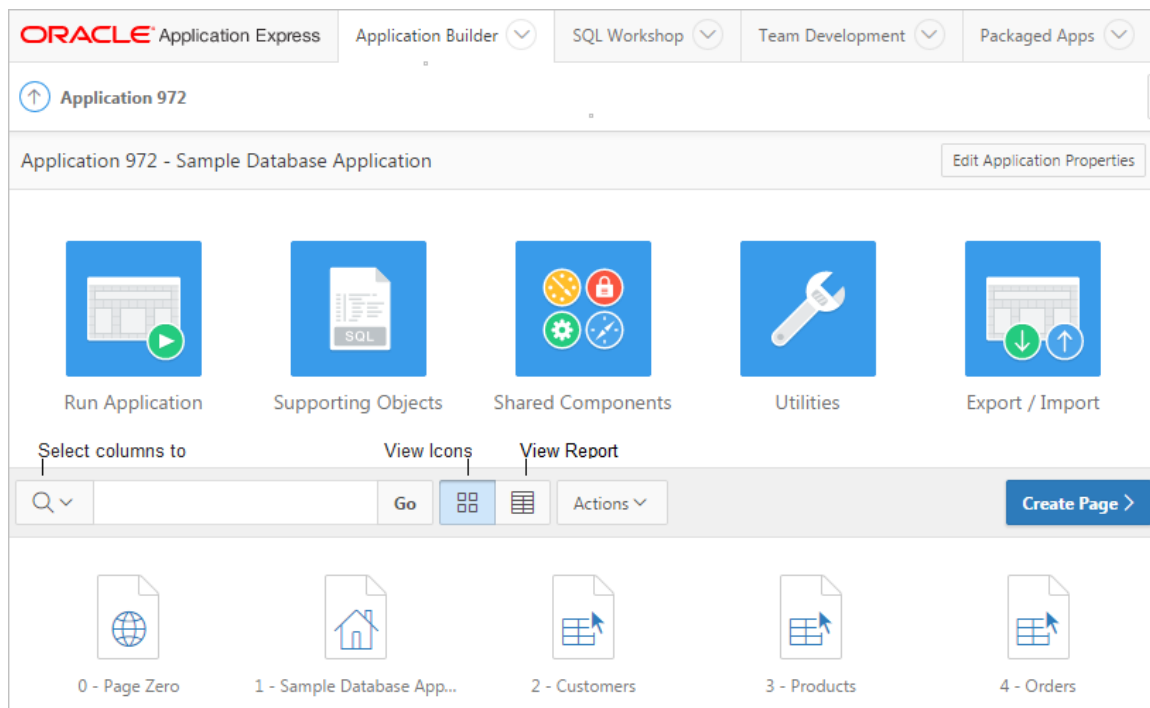 ORACLE Application Express Application Builder SQL Workshop Team Development Packaged Apps
Application 972
Application 972 - Sample Database Application Edit Application Properties
SQL
Run Application Supporting Objects Shared Components Utilities Export / Import
Select columns to View Icons View Report
Go Actions Create Page
0 - Page Zero 1 - Sample Database App... 2 - Customers 3 - Products 4 - Orders